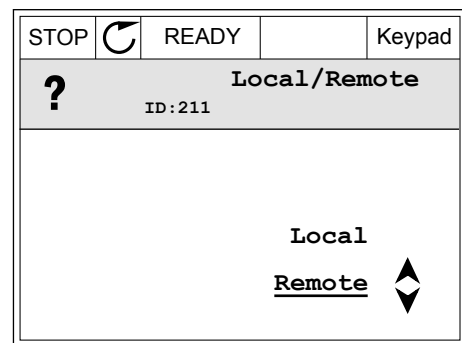 STOP READY Keypad
? Local/Remote
ID:211
Local
Remote